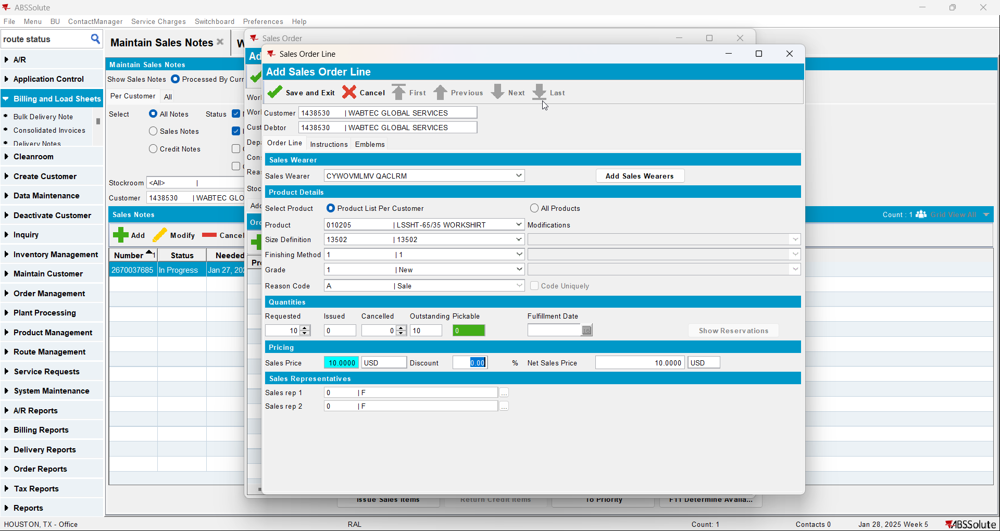 ABSSolute
File Menu BU ContactManager Service Charges Switchboard Preferences Help
route status
A/R
Application Control
Billing and Load Sheets
Bulk Delivery Note
Consolidated Invoices
Delivery Notes
Cleanroom
Create Customer
Data Maintenance
Deactivate Customer
Inquiry
Inventory Management
Maintain Customer
Order Management
Plant Processing
Product Management
Route Management
Service Requests
System Maintenance
A/R Reports
Billing Reports
Delivery Reports
Order Reports
Tax Reports
Reports
Maintain Sales Notes
Maintain Sales Notes
Show Sales Notes Processed By Curr
Per Customer All
Select All Notes Status
Sales Notes
Credit Notes
Stockroom <All> |
Customer 1438530 | WABTEC GLO
Sales Notes
Count : 1 Grid View All
Add Modify Cancel
Number 1 Status Needed
2670037685 In Progress Jan 27, 202
Sales Order
Ad
Wor
Wor
Cust
Depa
Con
Rea
Stoc
Add
Ord
Pro
Sales Order Line
Add Sales Order Line
Save and Exit Cancel First Previous Next Last
Customer 1438530 | WABTEC GLOBAL SERVICES
Debtor 1438530 | WABTEC GLOBAL SERVICES
Order Line Instructions Emblems
Sales Wearer
Sales Wearer CYWOVMLMV QACLRM Add Sales Wearers
Product Details
Select Product Product List Per Customer All Products
Product 010205 | LSSHT-65/35 WORKSHIRT Modifications
Size Definition 13502 | 13502
Finishing Method 1 | 1
Grade 1 | New
Reason Code A | Sale Code Uniquely
Quantities
Requested Issued Cancelled Outstanding Pickable Fulfillment Date
10 0 0 10 0 16 Show Reservations
Pricing
Sales Price 10.0000 USD Discount 0.00 % Net Sales Price 10.0000 USD
Sales Representatives
Sales rep 1 0 | F ...
Sales rep 2 0 | F ...
Issue Sales Items Return Credit Items To Priority F11 Determine Availa...
HOUSTON, TX - Office RAL Count: 1 Contacts 0 Jan 28, 2025 Week 5 ABSSolute